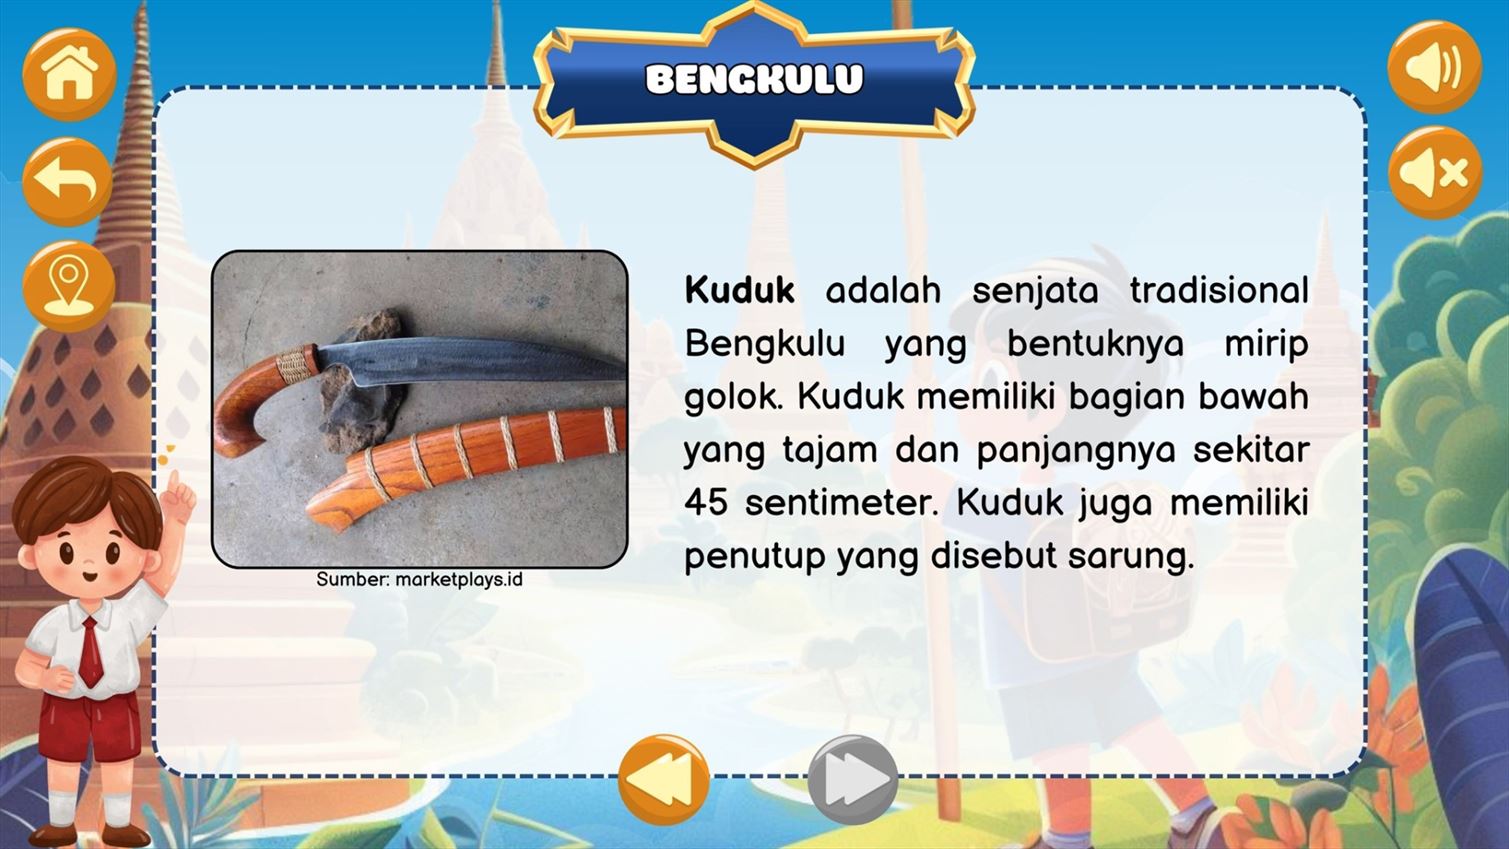 BENGKULU
Kuduk adalah senjata tradisional
Bengkulu yang bentuknya mirip
golok. Kuduk memiliki bagian bawah
yang tajam dan panjangnya sekitar
45 sentimeter. Kuduk juga memiliki
penutup yang disebut sarung.
Sumber: marketplays.id